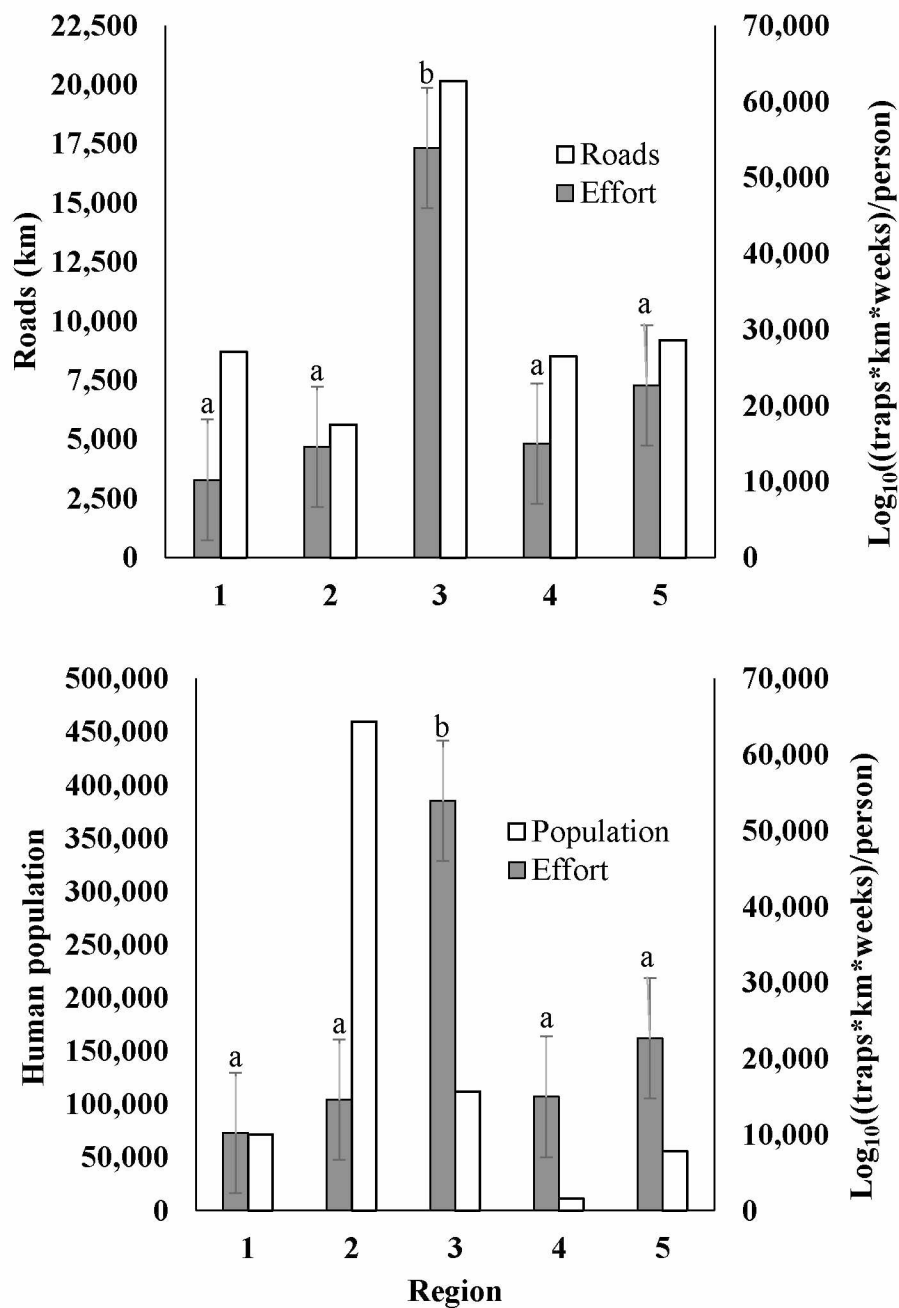 22,500
20,000
17,500
15,000
12,500
10,000
7,500
5,000
2,500
0
Roads (km)
70,000
60,000
50,000
40,000
30,000
20,000
10,000
0
Log₁₀((traps*km*weeks)/person)
Roads
Effort
a
a
b
a
a
1 2 3 4 5
500,000
450,000
400,000
350,000
300,000
250,000
200,000
150,000
100,000
50,000
0
Human population
70,000
60,000
50,000
40,000
30,000
20,000
10,000
0
Log₁₀((traps*km*weeks)/person)
Population
Effort
a
a
b
a
a
1 2 3 4 5
Region